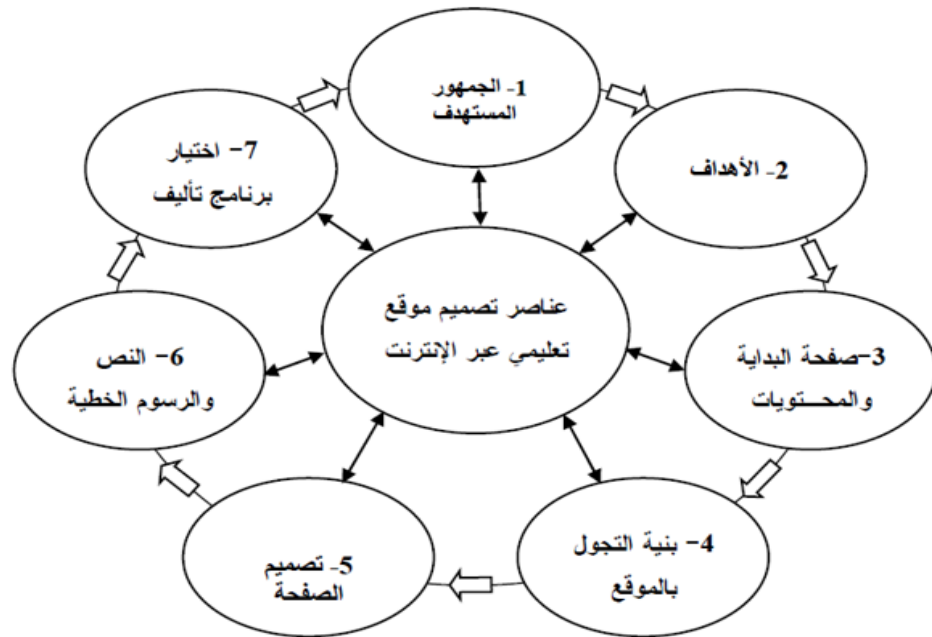 1- الجمهور
المستهدف
2- الأهداف
3- صفحة البداية
والمحتويات
4- بنية التجول
بالموقع
5- تصميم
الصفحة
6- النص
والرسوم الخطية
7- اختيار
برنامج تأليف
عناصر تصميم موقع
تعليمي عبر الإنترنت